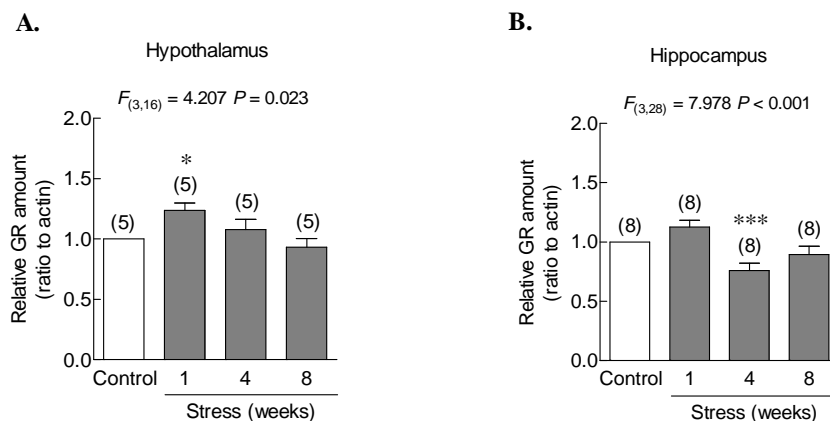 A.
Hypothalamus
F(3,16) = 4.207 P = 0.023
Relative GR amount
(ratio to actin)
2.0
1.5
1.0
0.5
0.0
(5)
*
(5)
(5)
(5)
Control
1
4
8
Stress (weeks)
B.
Hippocampus
F(3,28) = 7.978 P < 0.001
Relative GR amount
(ratio to actin)
2.0
1.5
1.0
0.5
0.0
(8)
(8)
***
(8)
(8)
Control
1
4
8
Stress (weeks)